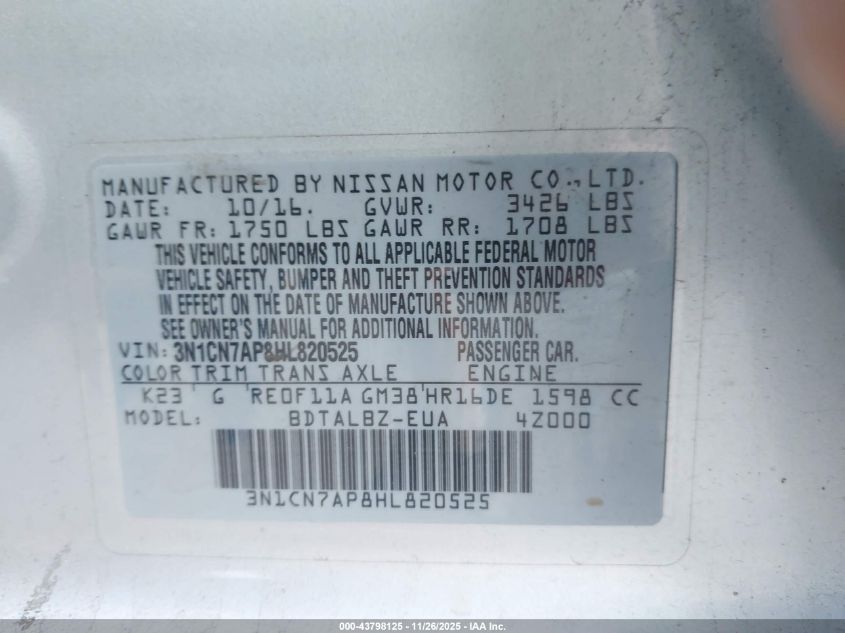 MANUFACTURED BY NISSAN MOTOR CO., LTD.
DATE: 10/16. GVWR: 3426 LBS
GAWR FR: 1750 LBS GAWR RR: 1708 LBS
THIS VEHICLE CONFORMS TO ALL APPLICABLE FEDERAL MOTOR
VEHICLE SAFETY, BUMPER AND THEFT PREVENTION STANDARDS
IN EFFECT ON THE DATE OF MANUFACTURE SHOWN ABOVE.
SEE OWNER'S MANUAL FOR ADDITIONAL INFORMATION.
VIN: 3N1CN7AP8HL820525 PASSENGER CAR.
COLOR TRIM TRANS AXLE ENGINE
K23 G RE0F11A GM38 HR16DE 1598 CC
MODEL: BDTALBZ-EUA 4Z000
3N1CN7AP8HL820525
000-43798125 - 11/26/2025 - IAA Inc.